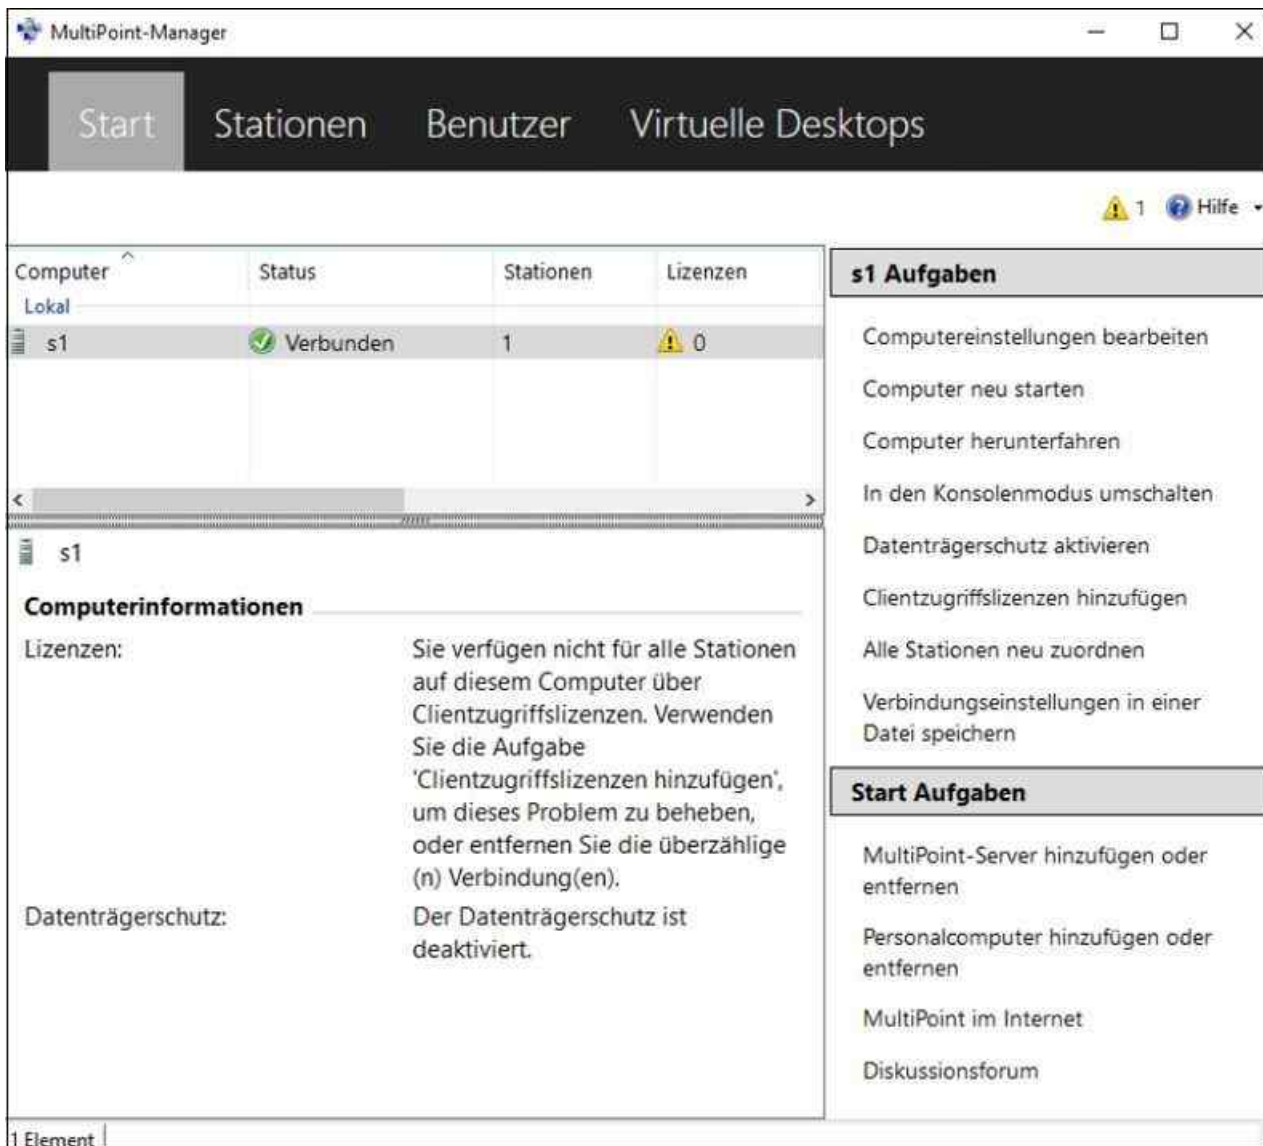 MultiPoint-Manager
Start Stationen Benutzer Virtuelle Desktops
1 Hilfe
Computer Status Stationen Lizenzen
Lokal
s1 Verbunden 1 0
s1
Computerinformationen
Lizenzen: Sie verfügen nicht für alle Stationen
auf diesem Computer über
Clientzugriffslizenzen. Verwenden
Sie die Aufgabe
'Clientzugriffslizenzen hinzufügen',
um dieses Problem zu beheben,
oder entfernen Sie die überzählige
(n) Verbindung(en).
Datenträgerschutz: Der Datenträgerschutz ist
deaktiviert.
s1 Aufgaben
Computereinstellungen bearbeiten
Computer neu starten
Computer herunterfahren
In den Konsolenmodus umschalten
Datenträgerschutz aktivieren
Clientzugriffslizenzen hinzufügen
Alle Stationen neu zuordnen
Verbindungseinstellungen in einer
Datei speichern
Start Aufgaben
MultiPoint-Server hinzufügen oder
entfernen
Personalcomputer hinzufügen oder
entfernen
MultiPoint im Internet
Diskussionsforum
1 Element